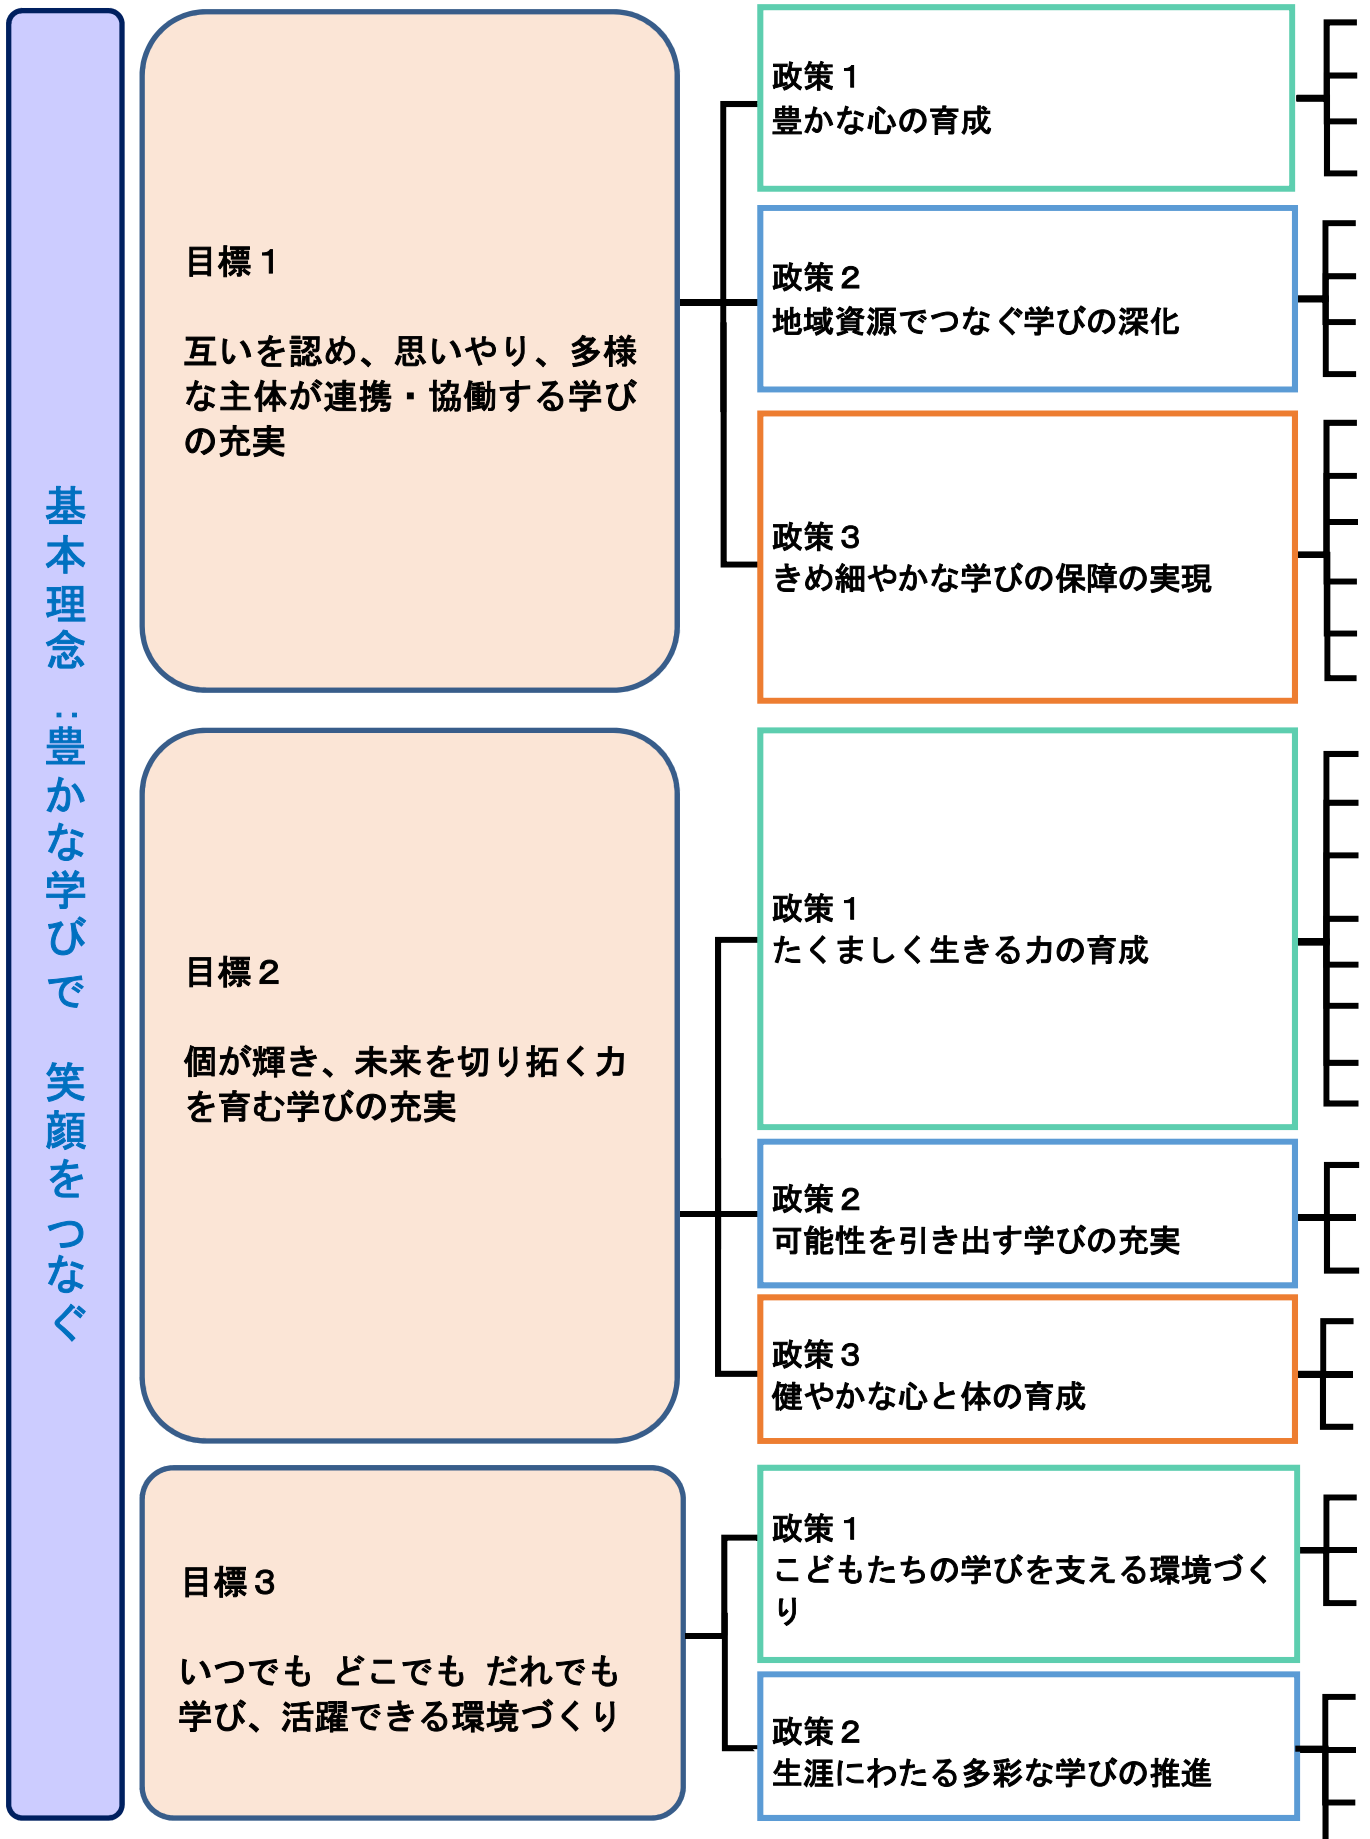 基本理念：豊かな学びで　笑顔をつなぐ
目標１
互いを認め、思いやり、多様
な主体が連携・協働する学び
の充実
政策１
豊かな心の育成
政策２
地域資源でつなぐ学びの深化
政策３
きめ細やかな学びの保障の実現
目標２
個が輝き、未来を切り拓く力
を育む学びの充実
政策１
たくましく生きる力の育成
政策２
可能性を引き出す学びの充実
政策３
健やかな心と体の育成
目標３
いつでも　どこでも　だれでも
学び、活躍できる環境づくり
政策１
こどもたちの学びを支える環境づく
り
政策２
生涯にわたる多彩な学びの推進